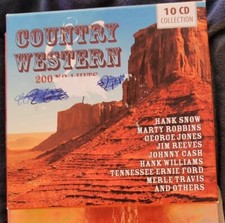 10 CD
COLLECTION
COUNTRY
WESTERN
200
HANK SNOW
MARTY ROBBINS
GEORGE JONES
JIM REEVES
JOHNNY CASH
HANK WILLIAMS
TENNESSEE ERNIE FORD
MERLE TRAVIS
AND OTHERS